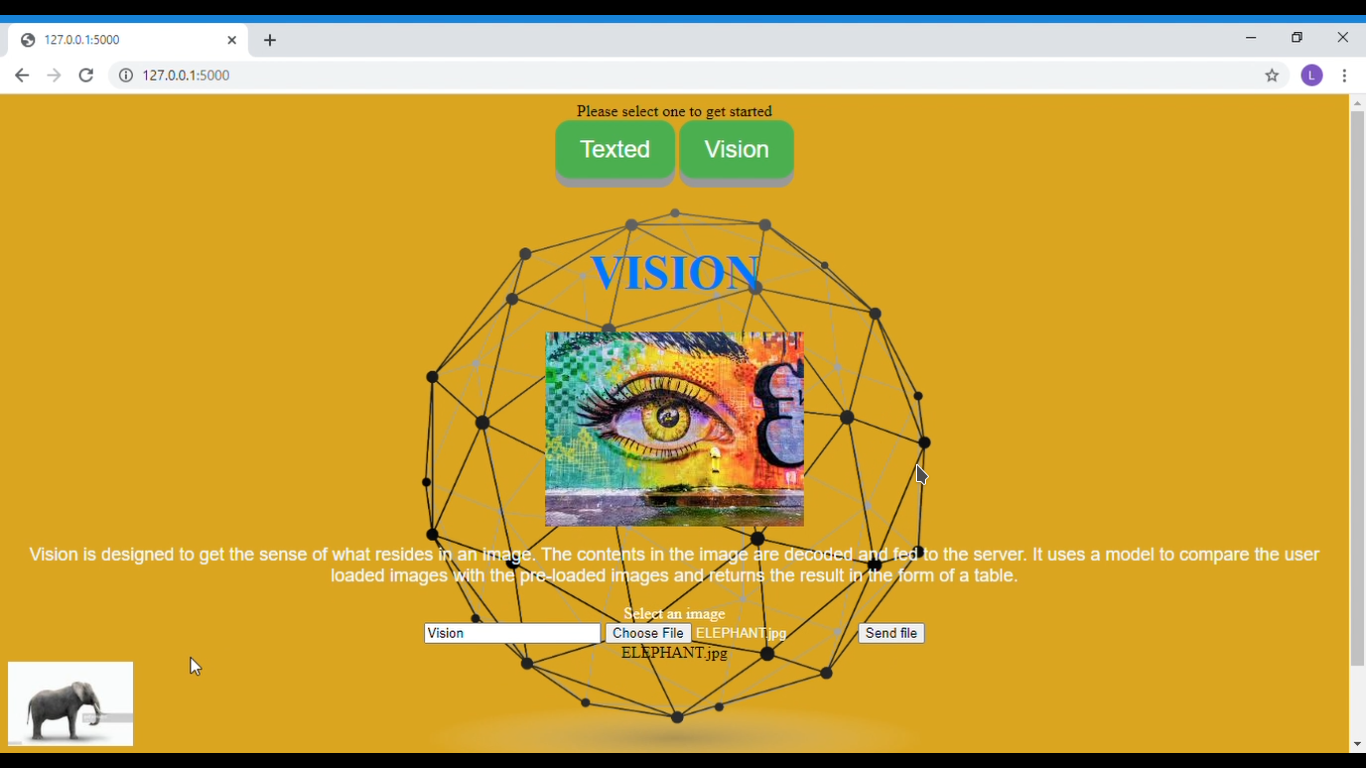 127.0.0.1:5000
127.0.0.1:5000
L
Please select one to get started
Texted Vision
VISION
Vision is designed to get the sense of what resides in an image. The contents in the image are decoded and fed to the server. It uses a model to compare the user
loaded images with the pre-loaded images and returns the result in the form of a table.
Select an image
Vision Choose File ELEPHANT.jpg Send file
ELEPHANT.jpg